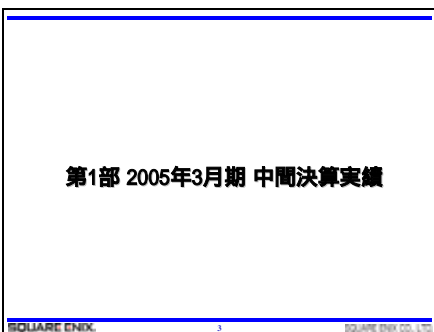 第1部 2005年3月期 中間決算実績
SQUARE ENIX.
3
SQUARE ENIX CO., LTD